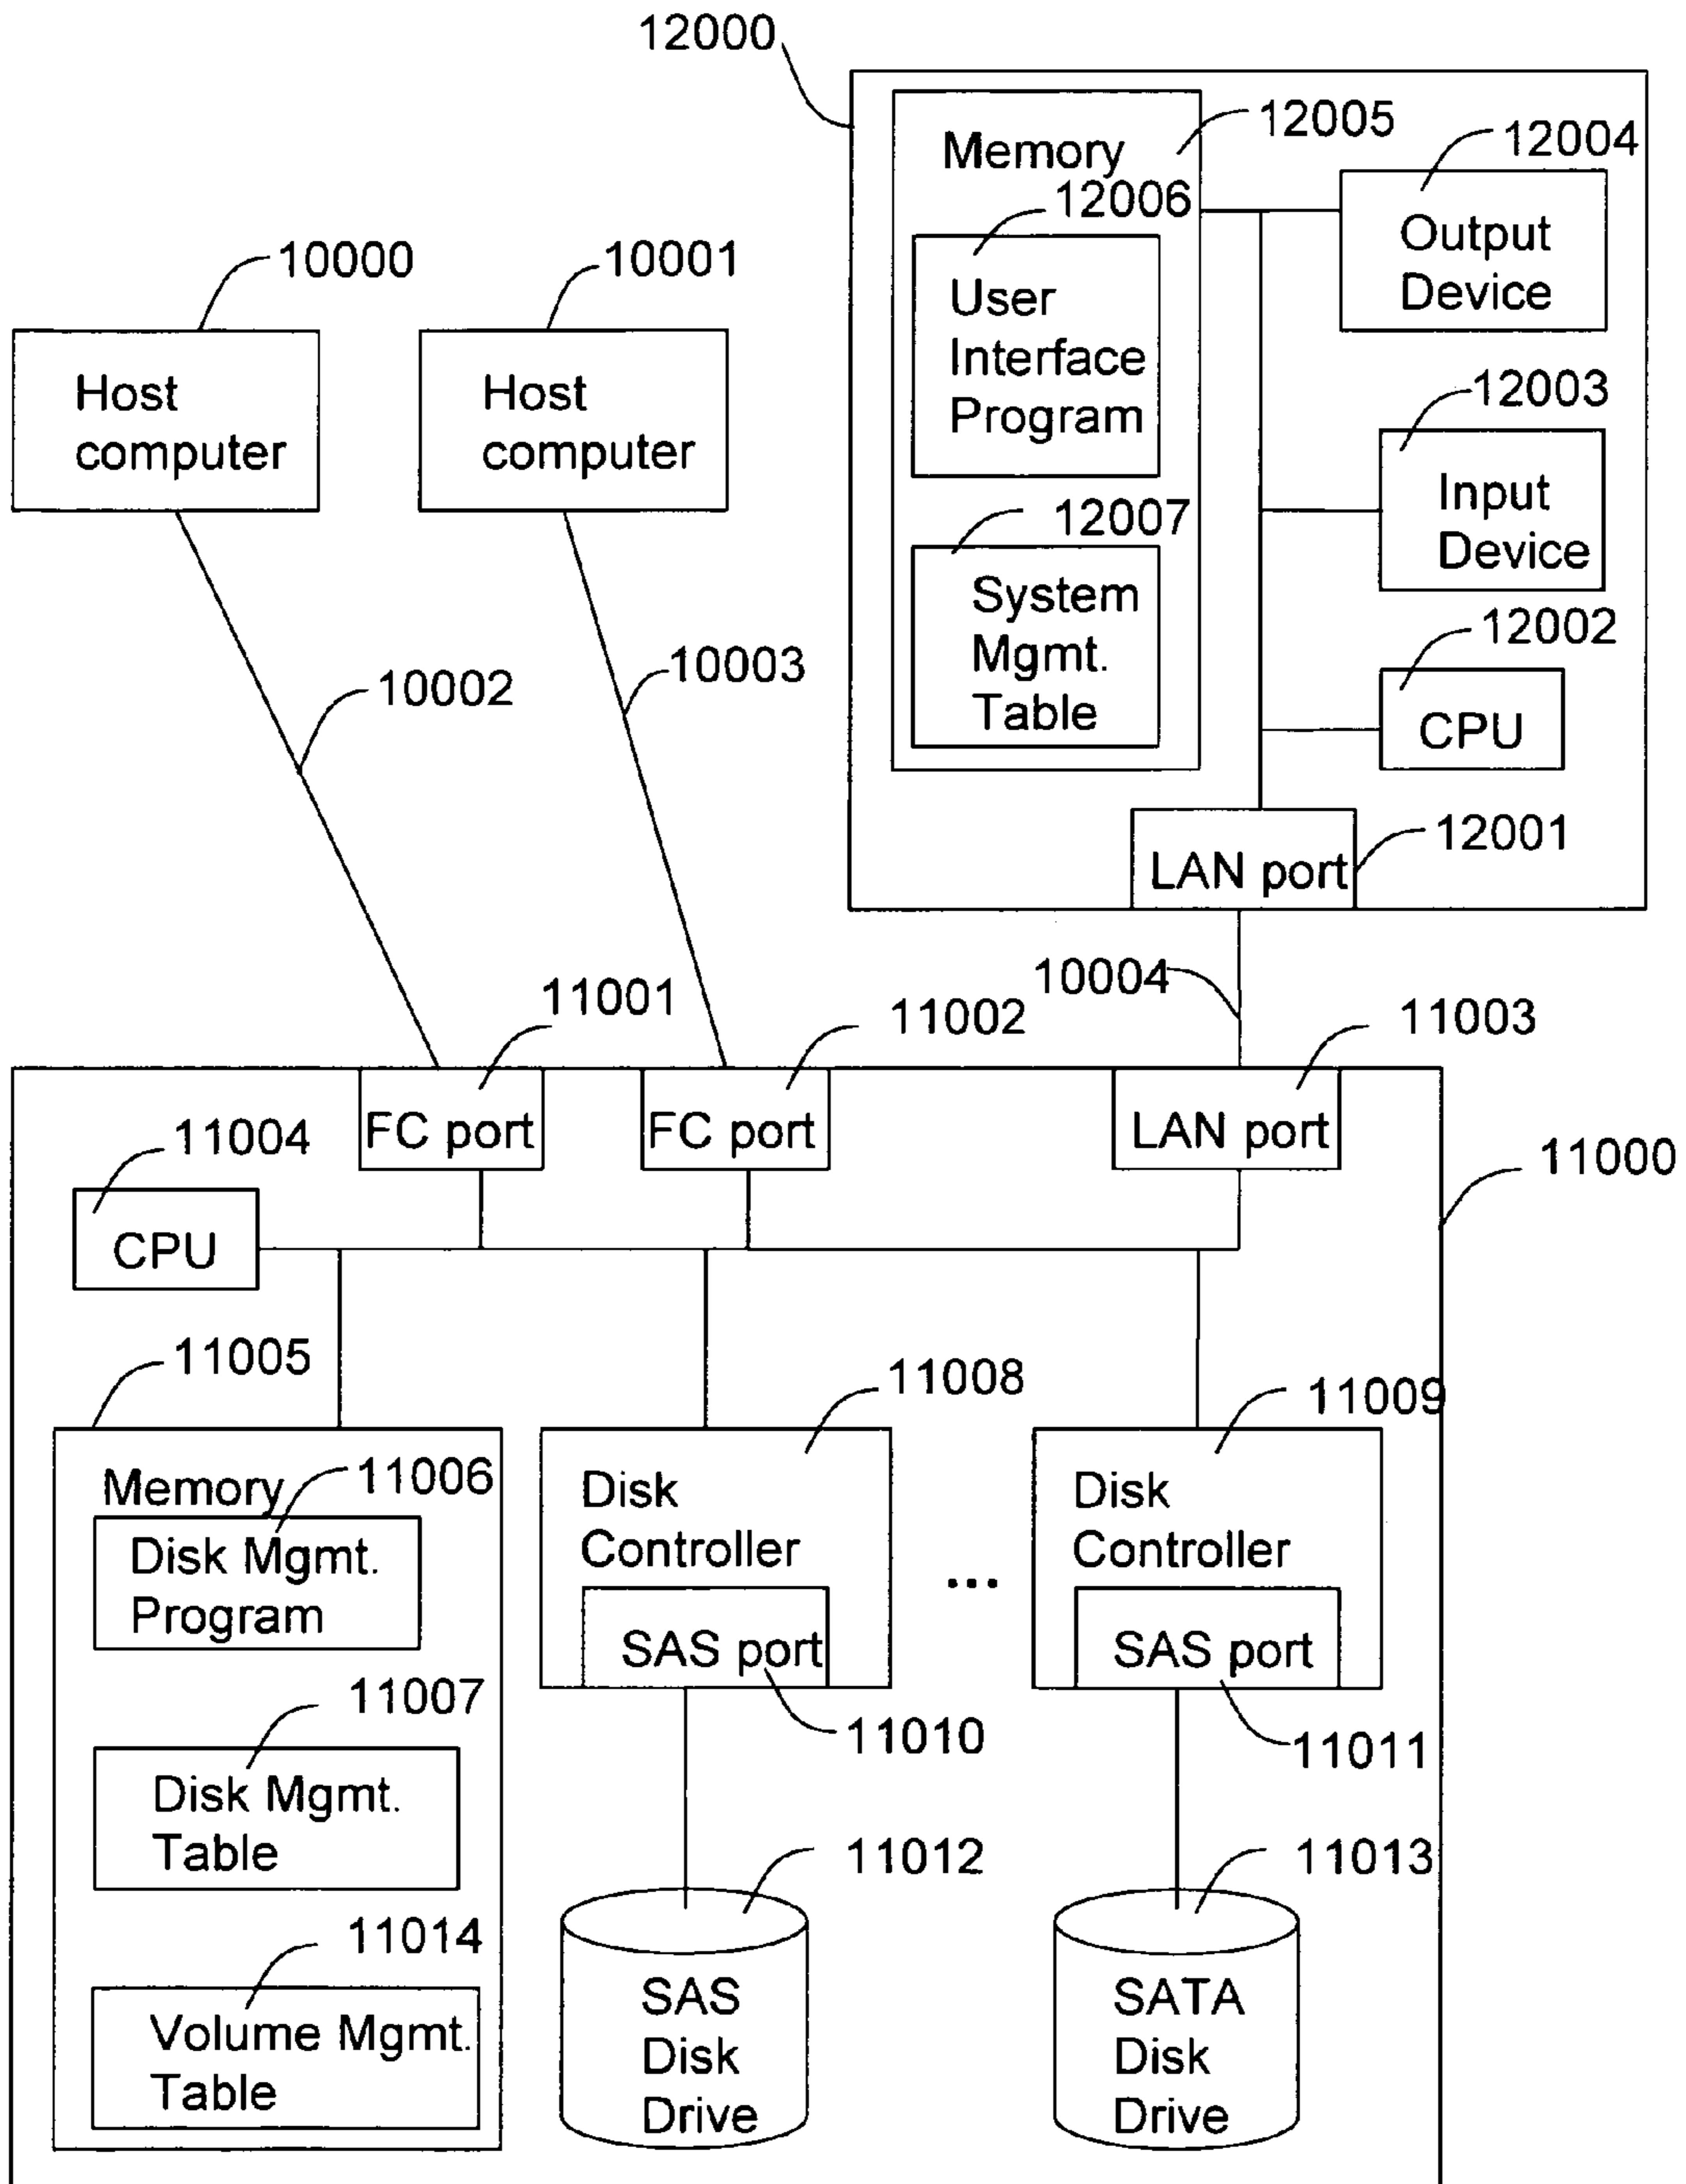 12000
Memory
12005
12004
12006
Output
Device
10000
10001
User
Interface
Program
12003
Host
computer
Host
computer
Input
Device
12007
System
Mgmt.
Table
12002
CPU
10002
10003
12001
LAN port
10004
11001
11002
11003
FC port
FC port
LAN port
11004
CPU
11000
11005
11008
11009
Memory
11006
Disk Mgmt.
Program
Disk
Controller
SAS port
...
Disk
Controller
SAS port
11007
11010
11011
Disk Mgmt.
Table
11012
11013
11014
Volume Mgmt.
Table
SAS
Disk
Drive
SATA
Disk
Drive